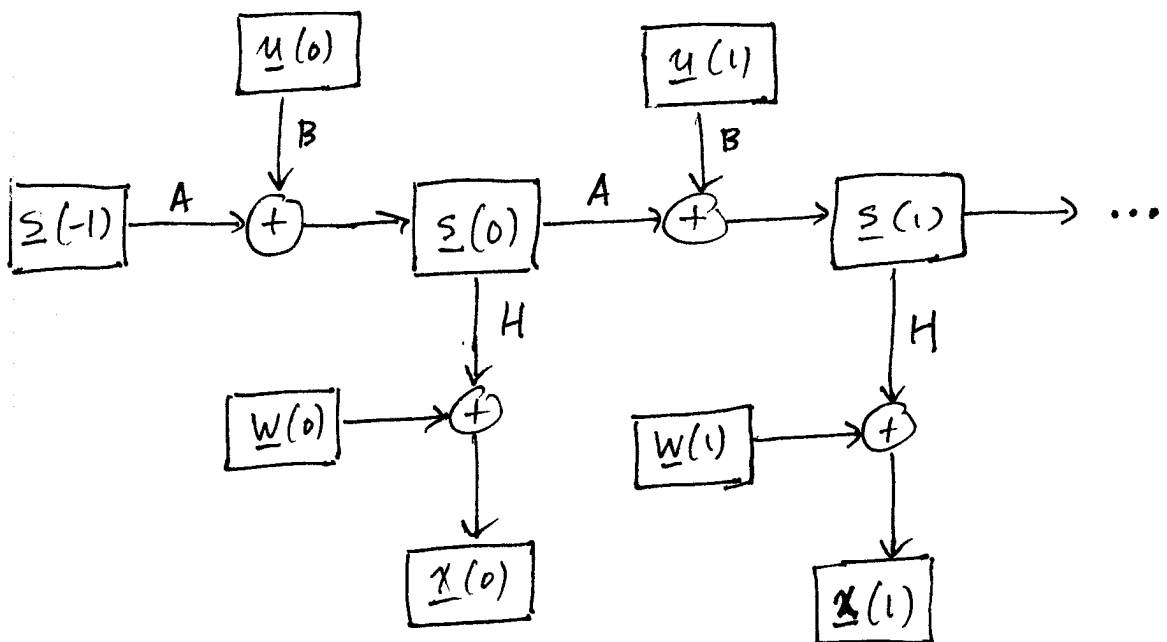 u(0) u(1)
B B
s(-1) A + s(0) A + s(1) ...
H H
w(0) + w(1) +
x(0) x(1)